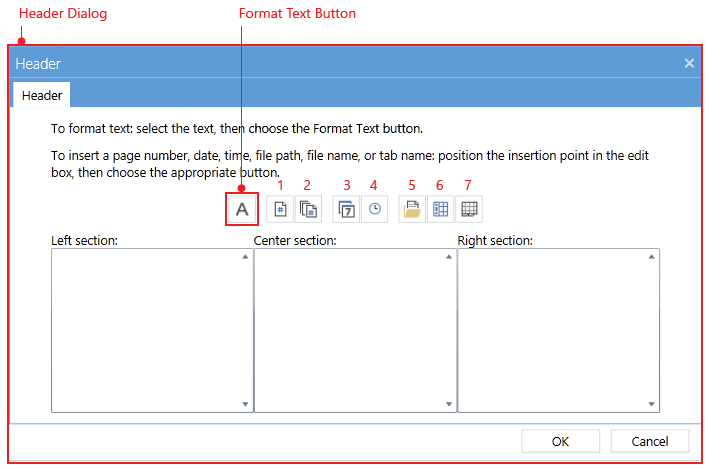 Header Dialog
Format Text Button
Header
Header
To format text: select the text, then choose the Format Text button.
To insert a page number, date, time, file path, file name, or tab name: position the insertion point in the edit
box, then choose the appropriate button.
1 2 3 4 5 6 7
A # # 7
Left section: Center section: Right section:
OK Cancel